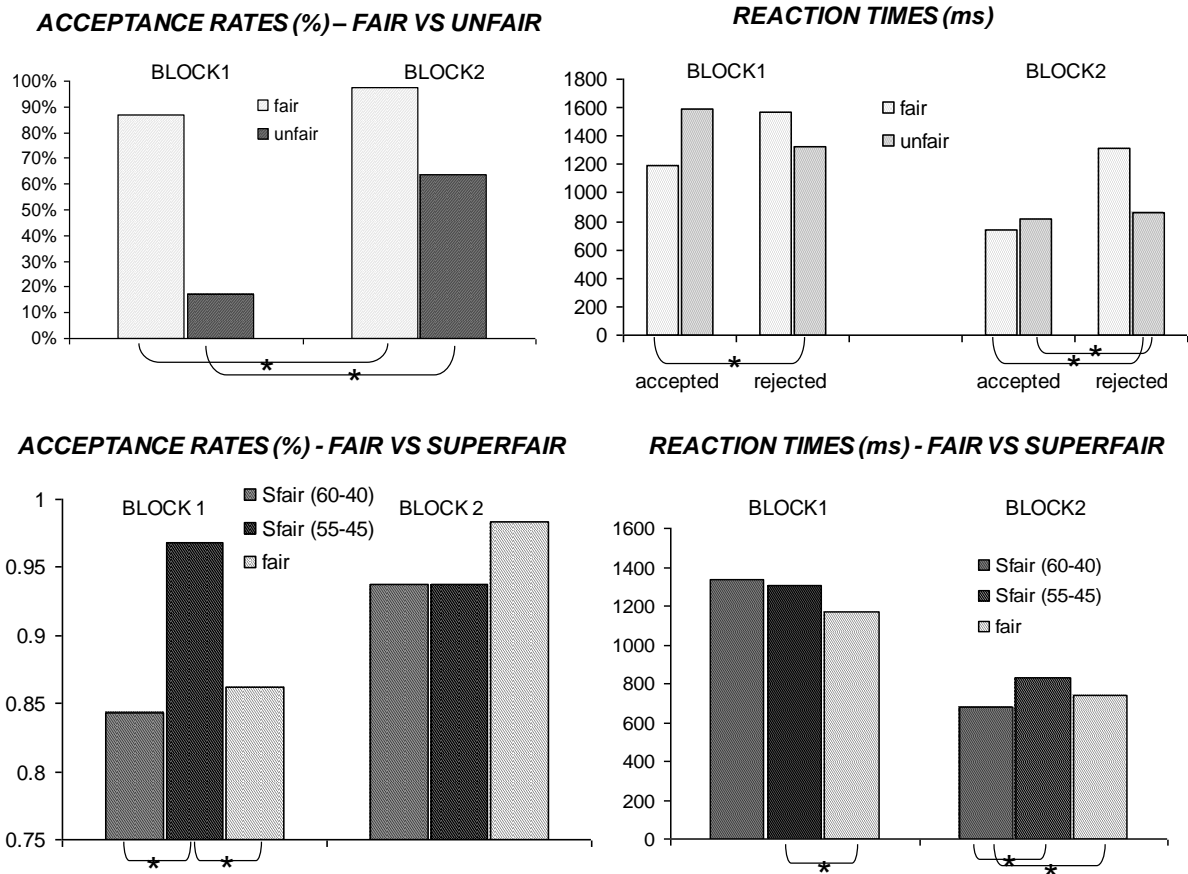 ACCEPTANCE RATES (%) – FAIR VS UNFAIR
BLOCK1
BLOCK2
fair
unfair
100%
90%
80%
70%
60%
50%
40%
30%
20%
10%
0%
*
*
REACTION TIMES (ms)
BLOCK1
BLOCK2
fair
unfair
1800
1600
1400
1200
1000
800
600
400
200
0
*
*
*
accepted rejected accepted rejected
ACCEPTANCE RATES (%) - FAIR VS SUPERFAIR
BLOCK 1
BLOCK 2
Sfair (60-40)
Sfair (55-45)
fair
1
0.95
0.9
0.85
0.8
0.75
* *
REACTION TIMES (ms) - FAIR VS SUPERFAIR
BLOCK1
BLOCK2
Sfair (60-40)
Sfair (55-45)
fair
1600
1400
1200
1000
800
600
400
200
0
*
*
*